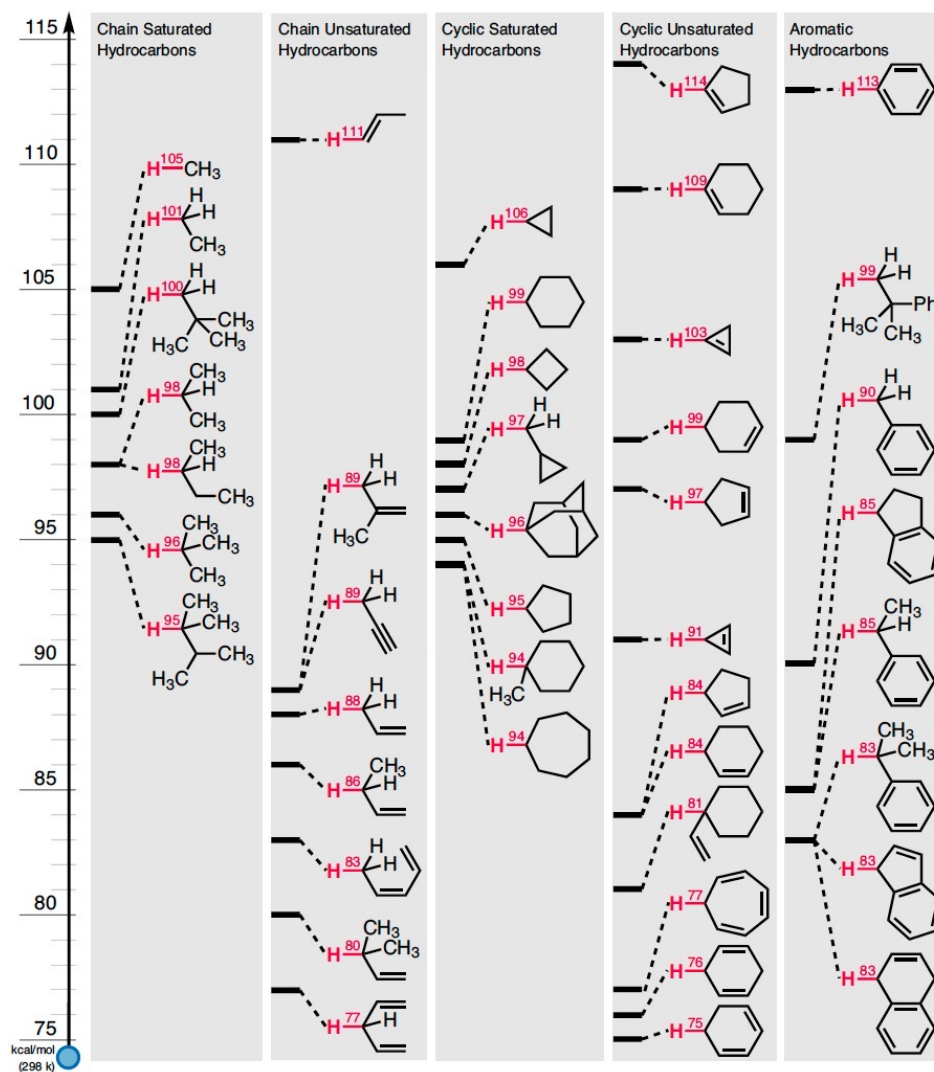 Chain Saturated
Hydrocarbons
Chain Unsaturated
Hydrocarbons
Cyclic Saturated
Hydrocarbons
Cyclic Unsaturated
Hydrocarbons
Aromatic
Hydrocarbons
115
110
105
100
95
90
85
80
75
kcal/mol
(298 k)
H 105 CH3
H
H 101 H
CH3
H
H 100 H
CH3
H3C CH3
CH3
H 98 H
CH3
CH3
H 98 H
CH3
CH3
H 96 CH3
CH3
CH3
H 95 CH3
CH3
H3C
H 111
H
H 89 H
H3C
H
H 89 H
H
H 88 H
CH3
H 86 H
H
H 83 H
CH3
H 80 CH3
H 77 H
H 106
H 99
H 98
H
H 97 H
H 96
H 95
H 94
H3C
H 94
H 114
H 109
H 103
H 99
H 97
H 91
H 84
H 84
H 81
H 77
H 76
H 75
H 113
H
H 99 H
Ph
H3C CH3
H
H 90 H
H 85
CH3
H 85 H
CH3
H 83 CH3
H 83
H 83